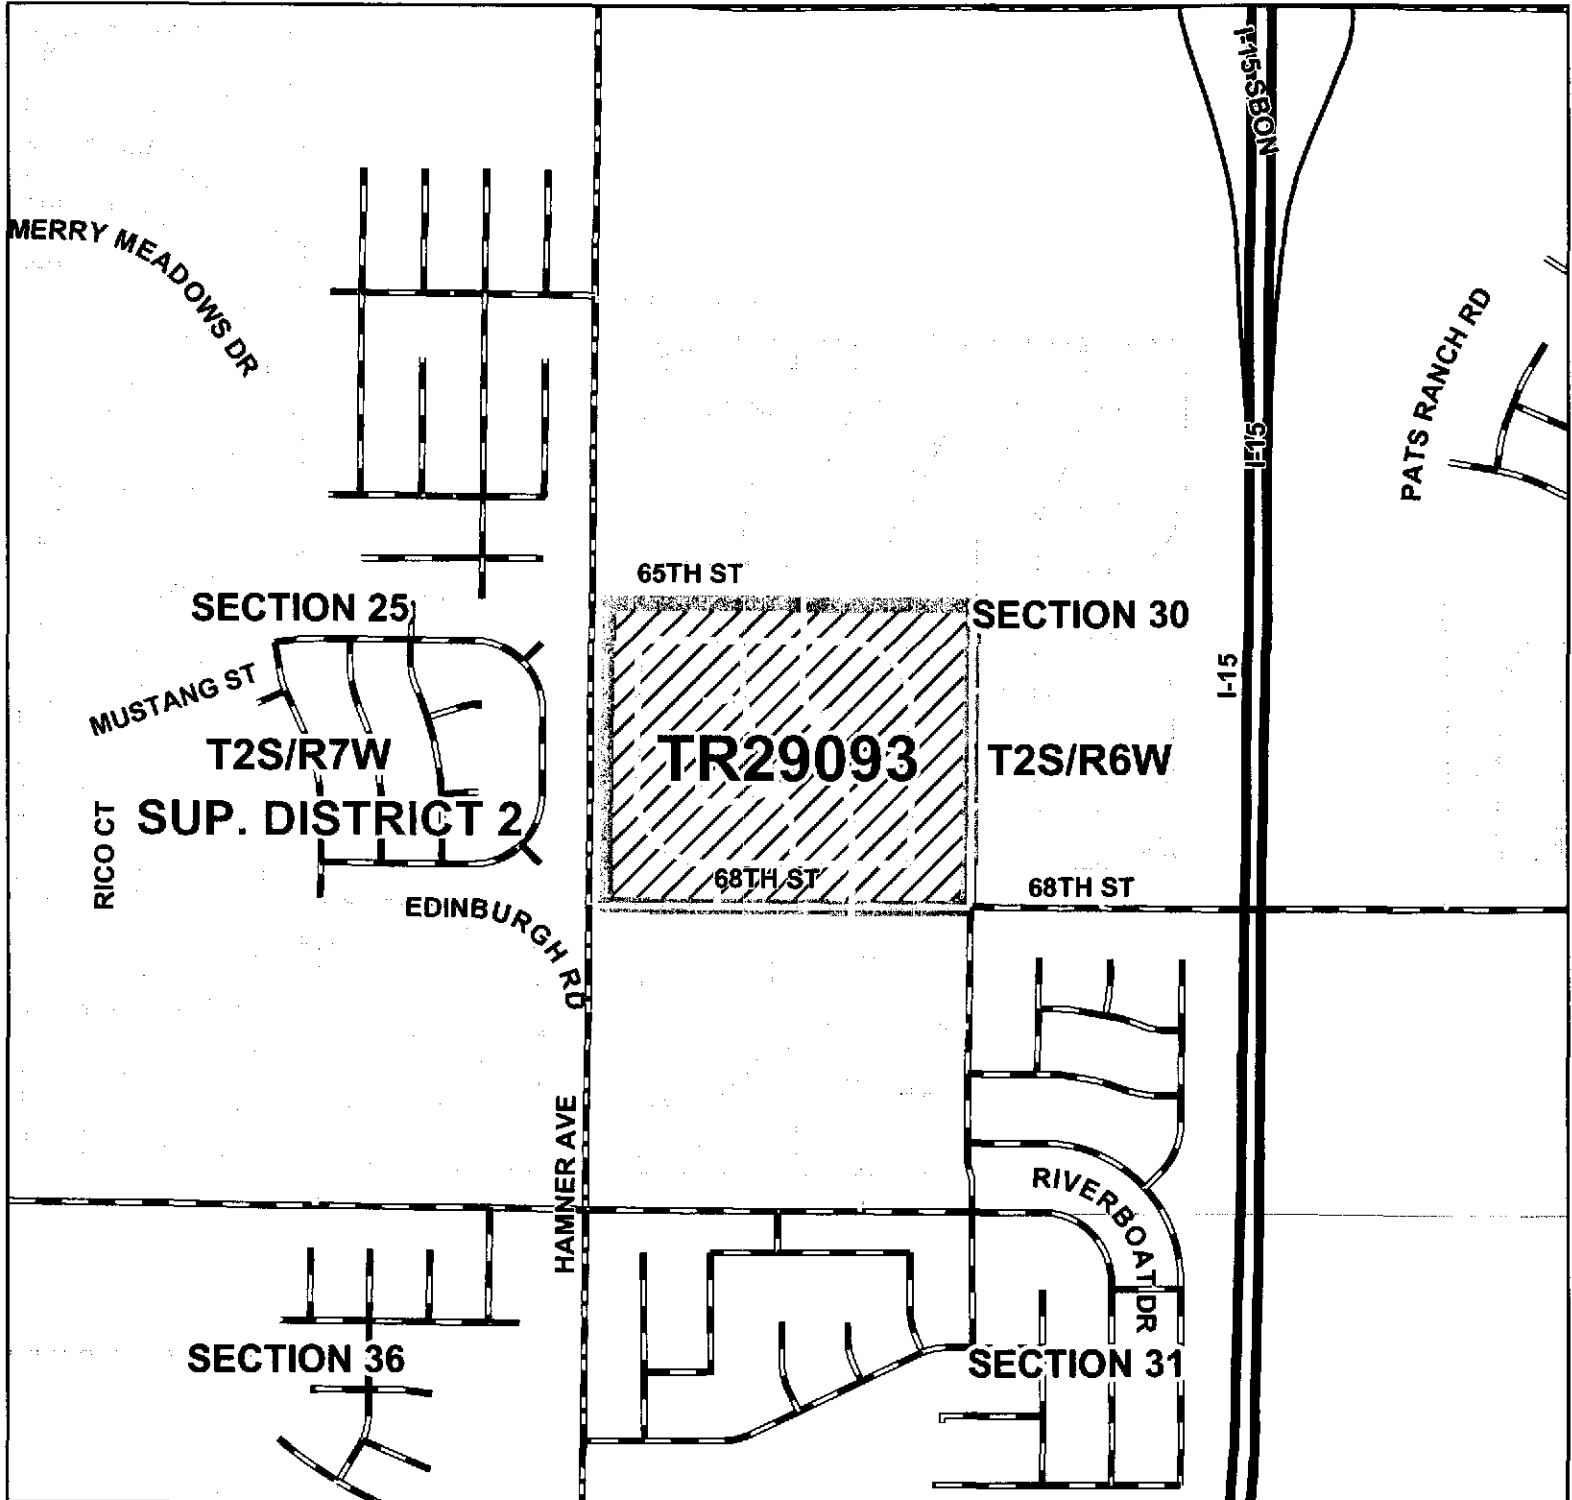 I-15 SBON
MERRY MEADOWS DR
PATS RANCH RD
I-15
65TH ST
SECTION 25
SECTION 30
I-15
MUSTANG ST
T2S/R7W
TR29093
T2S/R6W
SUP. DISTRICT 2
RICO CT
68TH ST
68TH ST
EDINBURGH RD
HAMNER AVE
RIVERBOAT DR
SECTION 36
SECTION 31